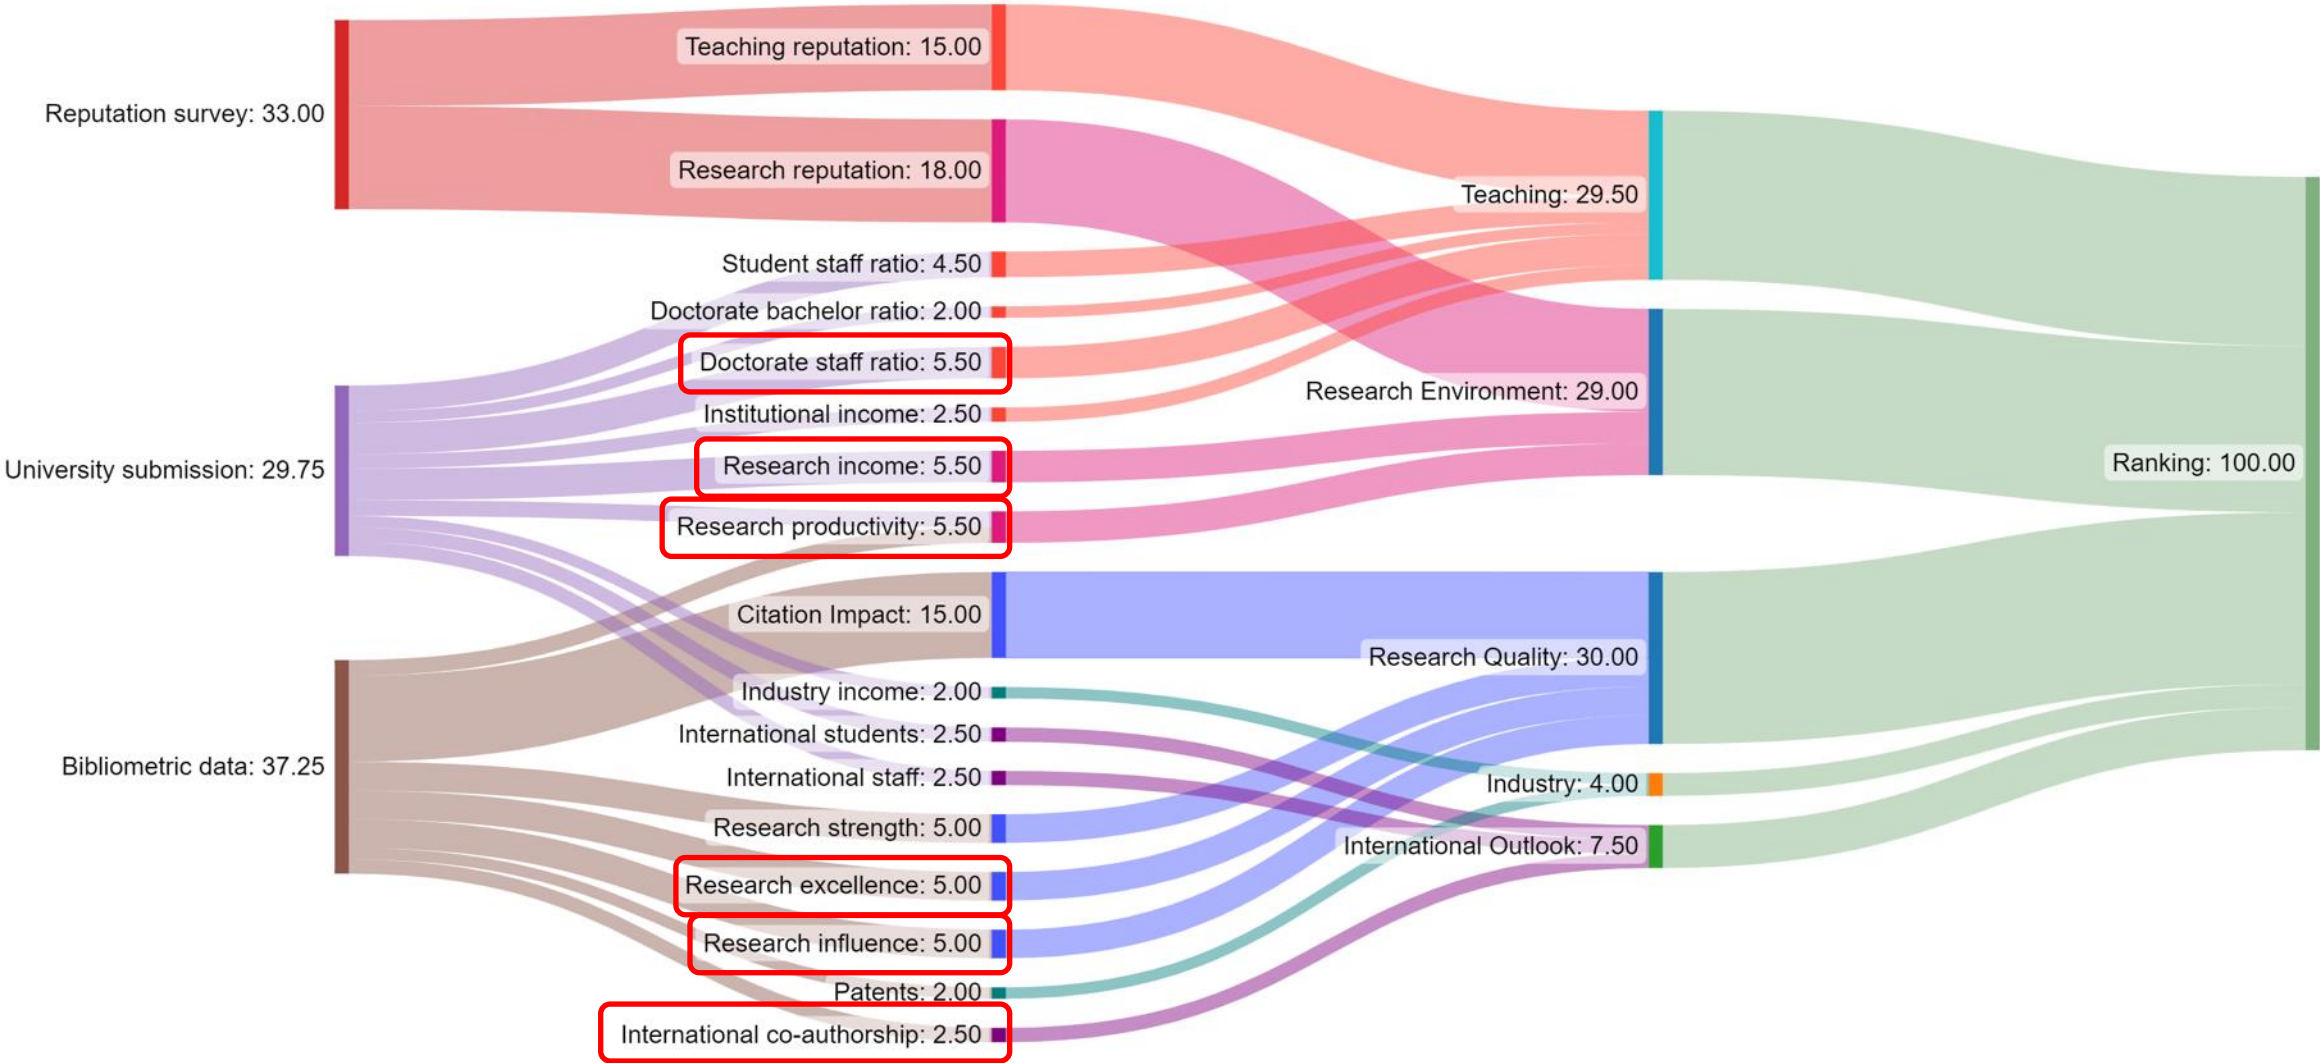 Reputation survey: 33.00
University submission: 29.75
Bibliometric data: 37.25
Teaching reputation: 15.00
Research reputation: 18.00
Student staff ratio: 4.50
Doctorate bachelor ratio: 2.00
Doctorate staff ratio: 5.50
Institutional income: 2.50
Research income: 5.50
Research productivity: 5.50
Citation Impact: 15.00
Industry income: 2.00
International students: 2.50
International staff: 2.50
Research strength: 5.00
Research excellence: 5.00
Research influence: 5.00
Patents: 2.00
International co-authorship: 2.50
Teaching: 29.50
Research Environment: 29.00
Research Quality: 30.00
Industry: 4.00
International Outlook: 7.50
Ranking: 100.00